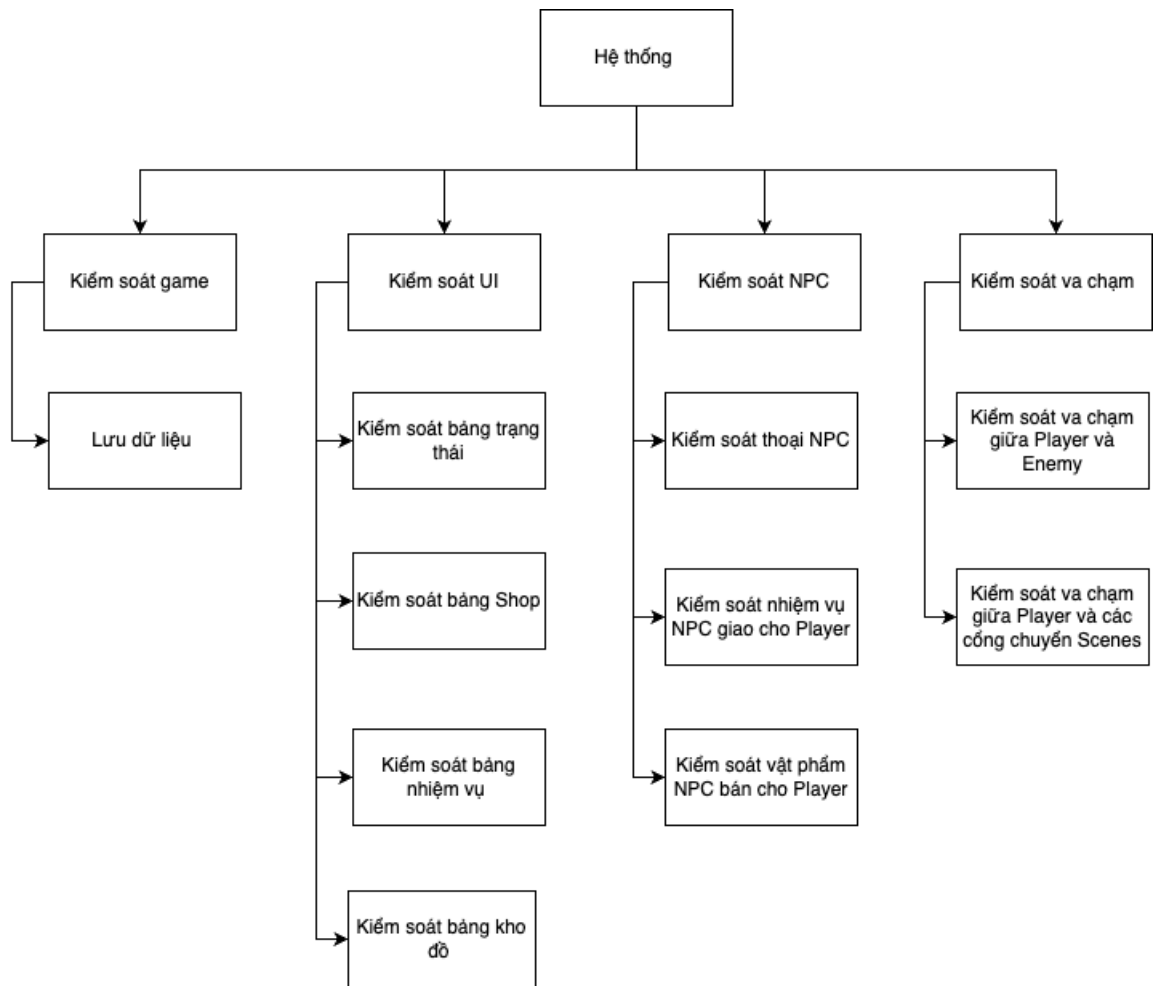 Hệ thống
Kiểm soát game
Kiểm soát UI
Kiểm soát NPC
Kiểm soát va chạm
Lưu dữ liệu
Kiểm soát bảng trạng
thái
Kiểm soát thoại NPC
Kiểm soát va chạm
giữa Player và
Enemy
Kiểm soát bảng Shop
Kiểm soát nhiệm vụ
NPC giao cho Player
Kiểm soát va chạm
giữa Player và các
cổng chuyển Scenes
Kiểm soát bảng
nhiệm vụ
Kiểm soát vật phẩm
NPC bán cho Player
Kiểm soát bảng kho
đồ